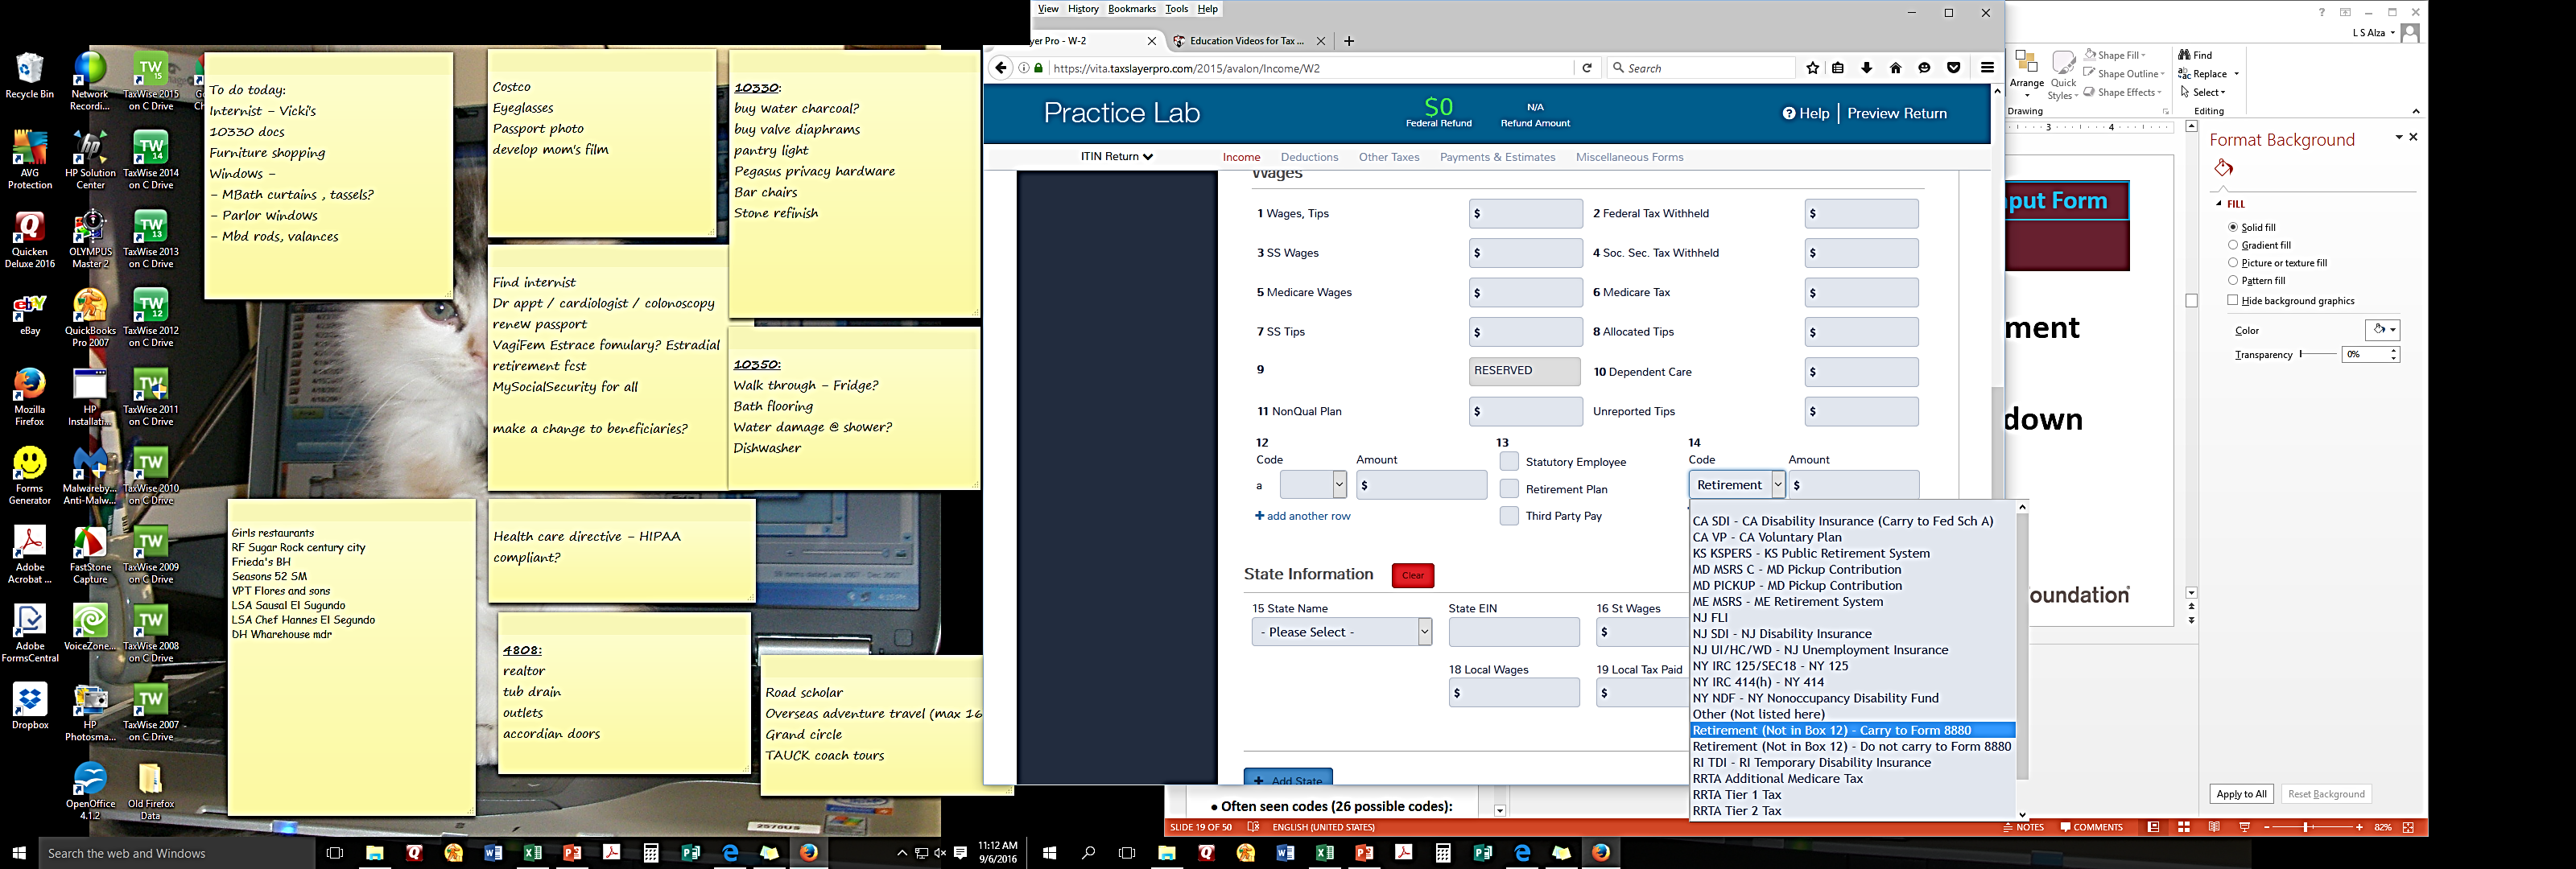 Recycle Bin
Network Recordi...
TaxWise 2015 on C Drive
AVG Protection
HP Solution Center
TaxWise 2014 on C Drive
Quicken Deluxe 2016
OLYMPUS Master 2
TaxWise 2013 on C Drive
eBay
QuickBooks Pro 2007
TaxWise 2012 on C Drive
Mozilla Firefox
HP Installati...
TaxWise 2011 on C Drive
Forms Generator
Malwareby... Anti-Malw...
TaxWise 2010 on C Drive
Adobe Acrobat ...
FastStone Capture
TaxWise 2009 on C Drive
Adobe FormsCentral
VoiceZone...
TaxWise 2008 on C Drive
Dropbox
HP Photosma...
TaxWise 2007 on C Drive
OpenOffice 4.1.2
Old Firefox Data
To do today:
Internist - Vicki's
10330 docs
Furniture shopping
Windows -
- MBath curtains , tassels?
- Parlor windows
- Mbd rods, valances
Costco
Eyeglasses
Passport photo
develop mom's film
10330:
buy water charcoal?
buy valve diaphrams
pantry light
Pegasus privacy hardware
Bar chairs
Stone refinish
Find internist
Dr appt / cardiologist / colonoscopy
renew passport
VagiFem Estrace fomulary? Estradial
retirement fcst
MySocialSecurity for all
make a change to beneficiaries?
10350:
Walk through - Fridge?
Bath flooring
Water damage @ shower?
Dishwasher
Girls restaurants
RF Sugar Rock century city
Frieda's BH
Seasons 52 SM
VPT Flores and sons
LSA Sausal El Sugundo
LSA Chef Hannes El Segundo
DH Wharehouse mdr
Health care directive - HIPAA
compliant?
4808:
realtor
tub drain
outlets
accordian doors
Road scholar
Overseas adventure travel (max 16
Grand circle
TAUCK coach tours
View History Bookmarks Tools Help
yer Pro - W-2
Education Videos for Tax ...
https://vita.taxslayerpro.com/2015/avalon/Income/W2
Search
Practice Lab
$0
Federal Refund
N/A
Refund Amount
Help | Preview Return
ITIN Return
Income Deductions Other Taxes Payments & Estimates Miscellaneous Forms
Wages
1 Wages, Tips $ 2 Federal Tax Withheld $
3 SS Wages $ 4 Soc. Sec. Tax Withheld $
5 Medicare Wages $ 6 Medicare Tax $
7 SS Tips $ 8 Allocated Tips $
9 RESERVED 10 Dependent Care $
11 NonQual Plan $ Unreported Tips $
12 13 14
Code Amount Statutory Employee Code Amount
a $ Retirement Plan Retirement $
+ add another row Third Party Pay
CA SDI - CA Disability Insurance (Carry to Fed Sch A)
CA VP - CA Voluntary Plan
KS KSPERS - KS Public Retirement System
MD MSRS C - MD Pickup Contribution
MD PICKUP - MD Pickup Contribution
ME MSRS - ME Retirement System
NJ FLI
NJ SDI - NJ Disability Insurance
NJ UI/HC/WD - NJ Unemployment Insurance
NY IRC 125/SEC18 - NY 125
NY IRC 414(h) - NY 414
NY NDF - NY Nonoccupancy Disability Fund
Other (Not listed here)
Retirement (Not in Box 12) - Carry to Form 8880
Retirement (Not in Box 12) - Do not carry to Form 8880
RI TDI - RI Temporary Disability Insurance
RRTA Additional Medicare Tax
RRTA Tier 1 Tax
RRTA Tier 2 Tax
State Information Clear
15 State Name State EIN 16 St Wages
- Please Select - $
18 Local Wages 19 Local Tax Paid
$ $
+ Add State
• Often seen codes (26 possible codes):
SLIDE 19 OF 50 ENGLISH (UNITED STATES) NOTES COMMENTS 82%
L S Alza
Arrange
Quick Styles
Shape Fill
Shape Outline
Shape Effects
Drawing
Find
Replace
Select
Editing
3 4
put Form
ment
down
oundation
Format Background
FILL
Solid fill
Gradient fill
Picture or texture fill
Pattern fill
Hide background graphics
Color
Transparency 0%
Apply to All Reset Background
Search the web and Windows
11:12 AM
9/6/2016